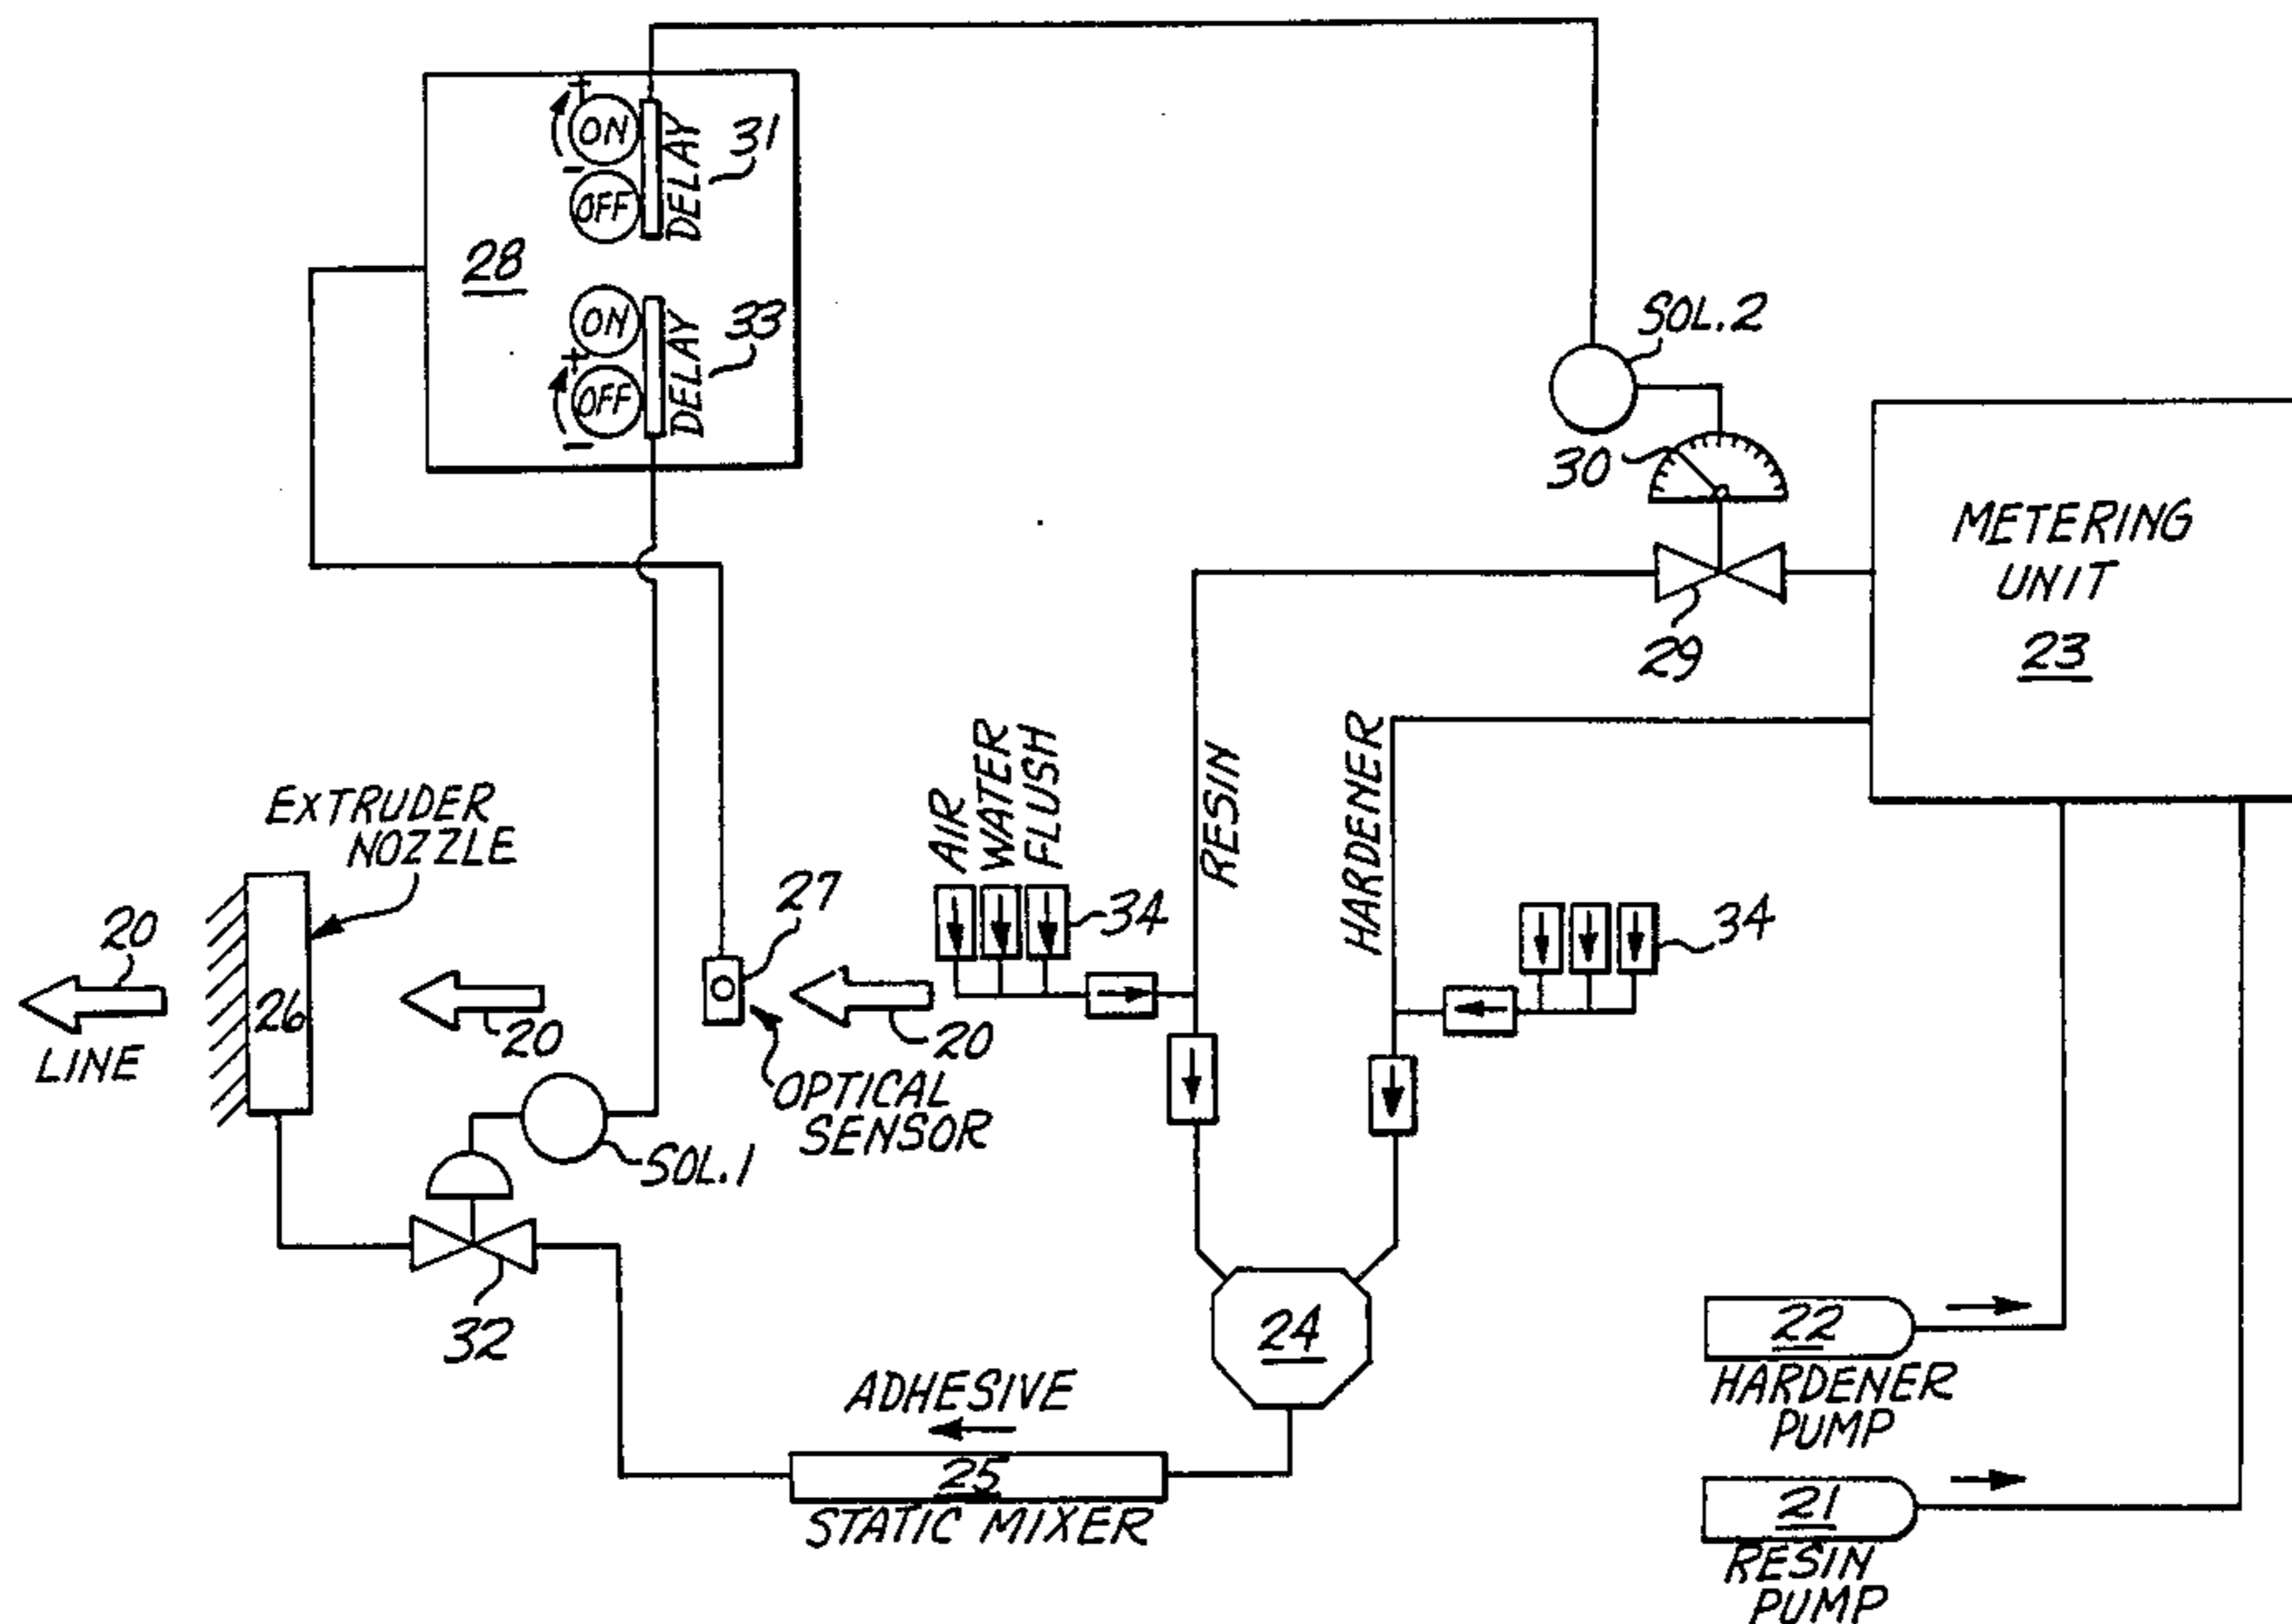 ON
OFF
DELAY
31
28
ON
OFF
DELAY
33
SOL. 2
30
29
METERING
UNIT
23
EXTRUDER
NOZZLE
AIR
WATER
FLUSH
RESIN
HARDENER
20
LINE
26
20
27
OPTICAL
SENSOR
20
34
34
SOL. 1
32
24
ADHESIVE
25
STATIC MIXER
22
HARDENER
PUMP
21
RESIN
PUMP